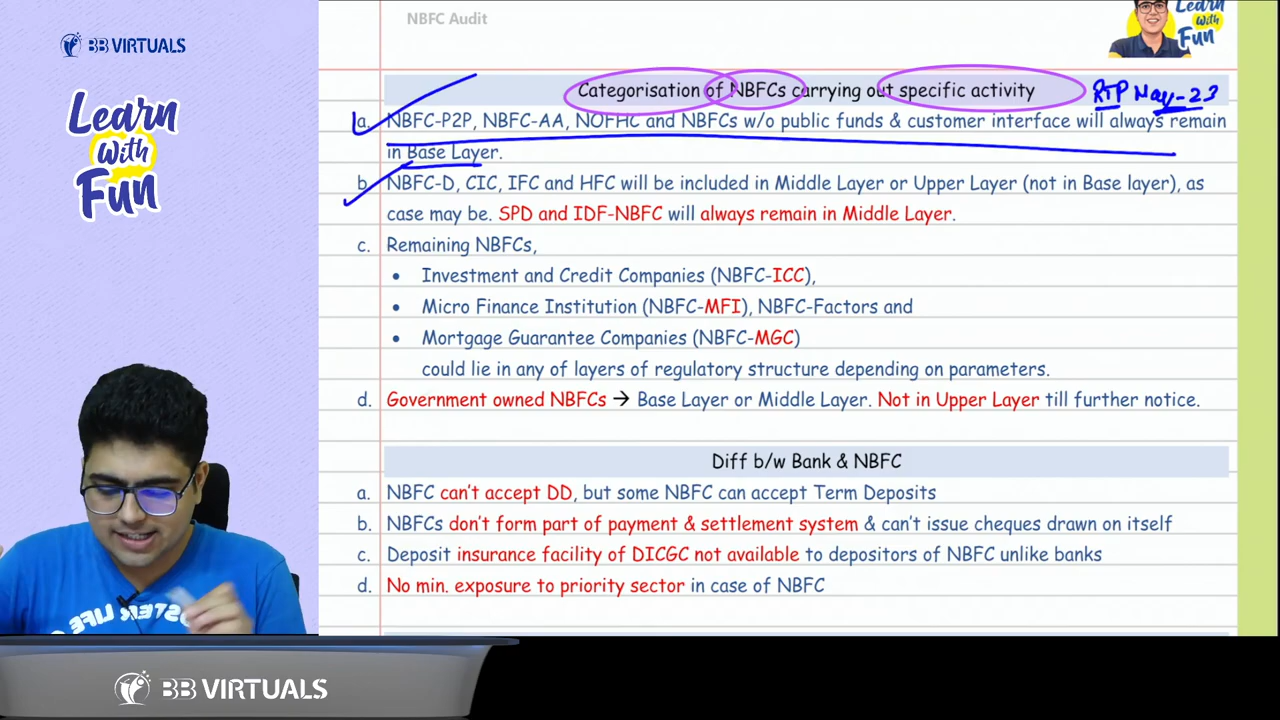 NBFC Audit
Learn
With
Fun
BB VIRTUALS
Learn
With
Fun
Categorisation of NBFCs carrying out specific activity RTP May-23
a. NBFC-P2P, NBFC-AA, NOFHC and NBFCs w/o public funds & customer interface will always remain
in Base Layer.
b. NBFC-D, CIC, IFC and HFC will be included in Middle Layer or Upper Layer (not in Base layer), as
case may be. SPD and IDF-NBFC will always remain in Middle Layer.
c. Remaining NBFCs,
• Investment and Credit Companies (NBFC-ICC),
• Micro Finance Institution (NBFC-MFI), NBFC-Factors and
• Mortgage Guarantee Companies (NBFC-MGC)
could lie in any of layers of regulatory structure depending on parameters.
d. Government owned NBFCs → Base Layer or Middle Layer. Not in Upper Layer till further notice.
Diff b/w Bank & NBFC
a. NBFC can't accept DD, but some NBFC can accept Term Deposits
b. NBFCs don't form part of payment & settlement system & can't issue cheques drawn on itself
c. Deposit insurance facility of DICGC not available to depositors of NBFC unlike banks
d. No min. exposure to priority sector in case of NBFC
BB VIRTUALS